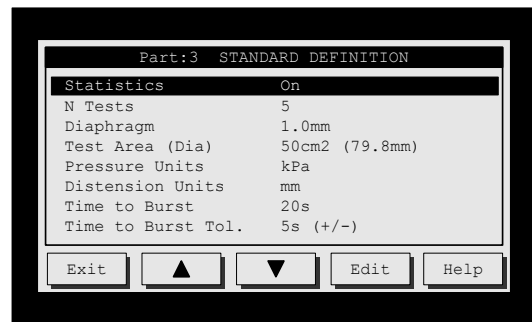 Part:3 STANDARD DEFINITION
Statistics On
N Tests 5
Diaphragm 1.0mm
Test Area (Dia) 50cm2 (79.8mm)
Pressure Units kPa
Distension Units mm
Time to Burst 20s
Time to Burst Tol. 5s (+/-)
Exit ▲ ▼ Edit Help